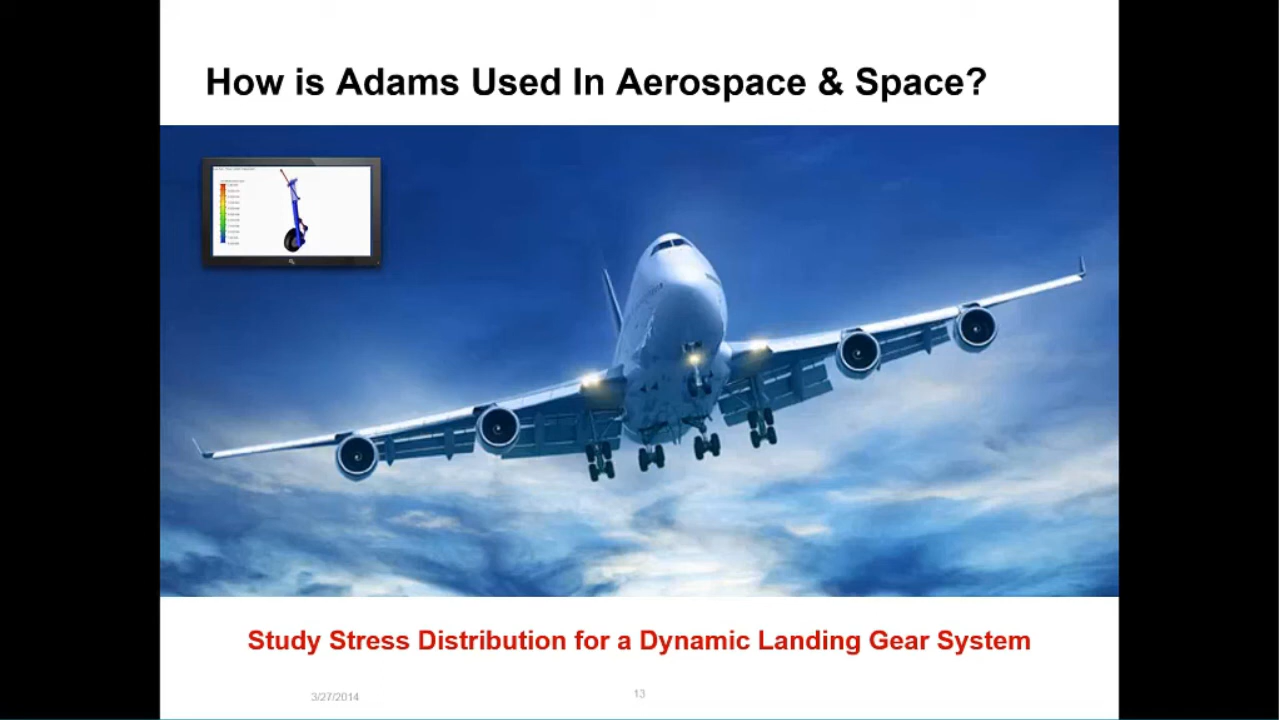 How is Adams Used In Aerospace & Space?
Study Stress Distribution for a Dynamic Landing Gear System
3/27/2014
13